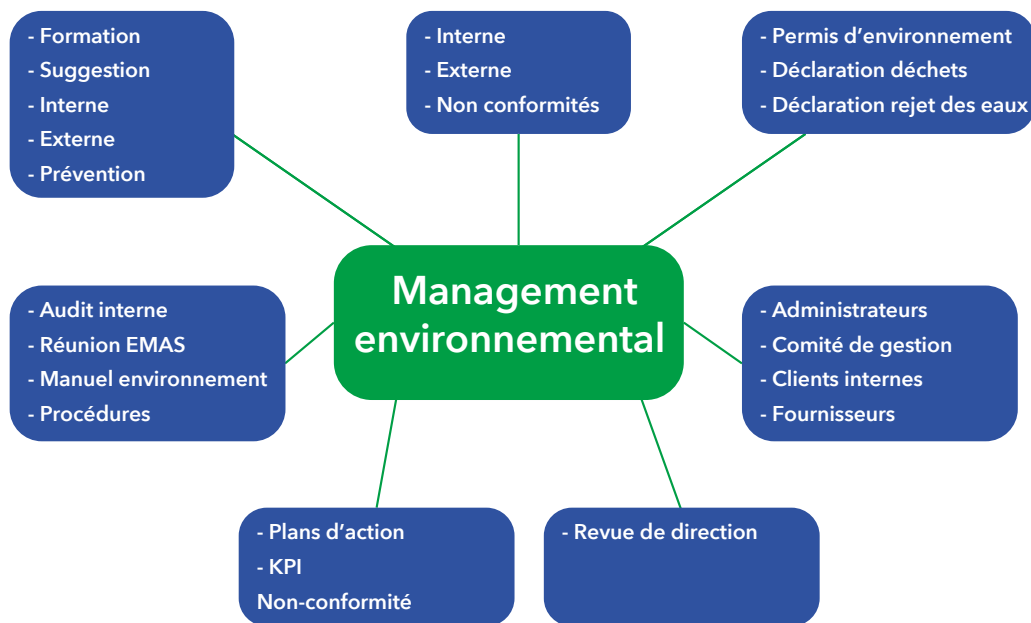 - Formation
- Suggestion
- Interne
- Externe
- Prévention
- Interne
- Externe
- Non conformités
- Permis d'environnement
- Déclaration déchets
- Déclaration rejet des eaux
Management
environnemental
- Audit interne
- Réunion EMAS
- Manuel environnement
- Procédures
- Administrateurs
- Comité de gestion
- Clients internes
- Fournisseurs
- Plans d'action
- KPI
Non-conformité
- Revue de direction